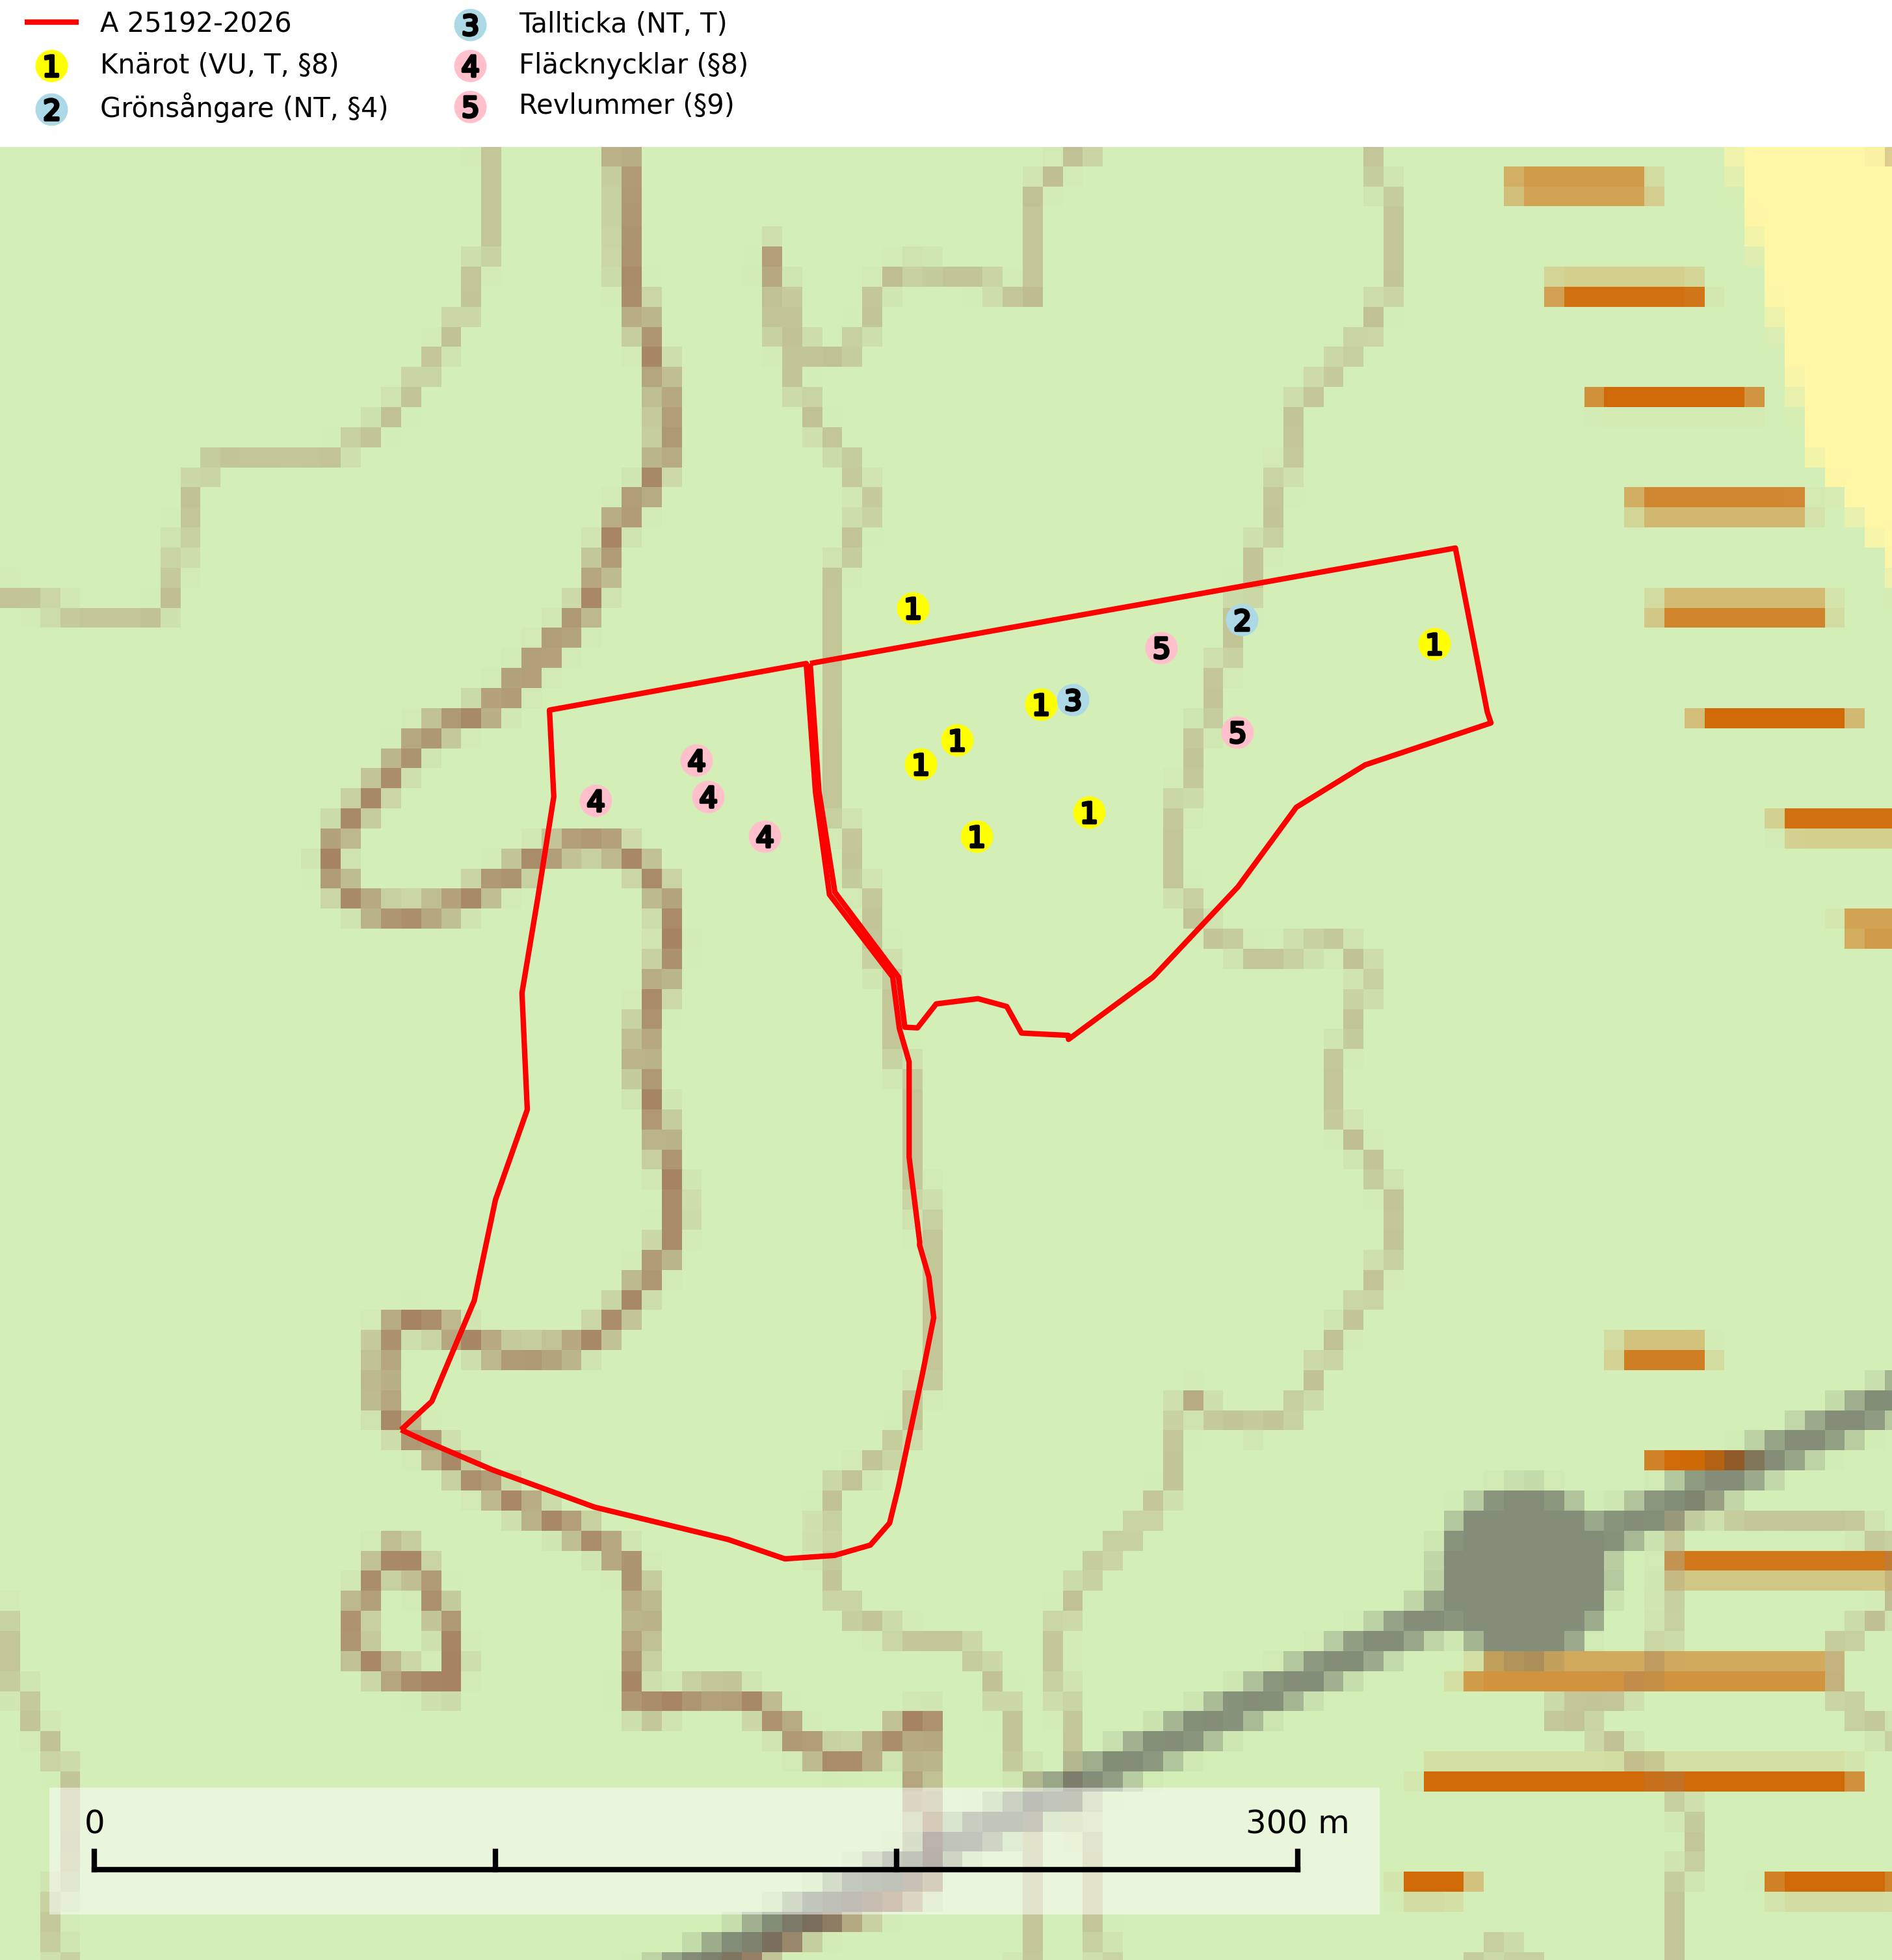 A 25192-2026
1 Knärot (VU, T, §8)
2 Grönsångare (NT, §4)
3 Tallticka (NT, T)
4 Fläcknycklar (§8)
5 Revlummer (§9)
1
2
5
1
1
3
1
5
4
1
4
4
1
4
1
0 300 m